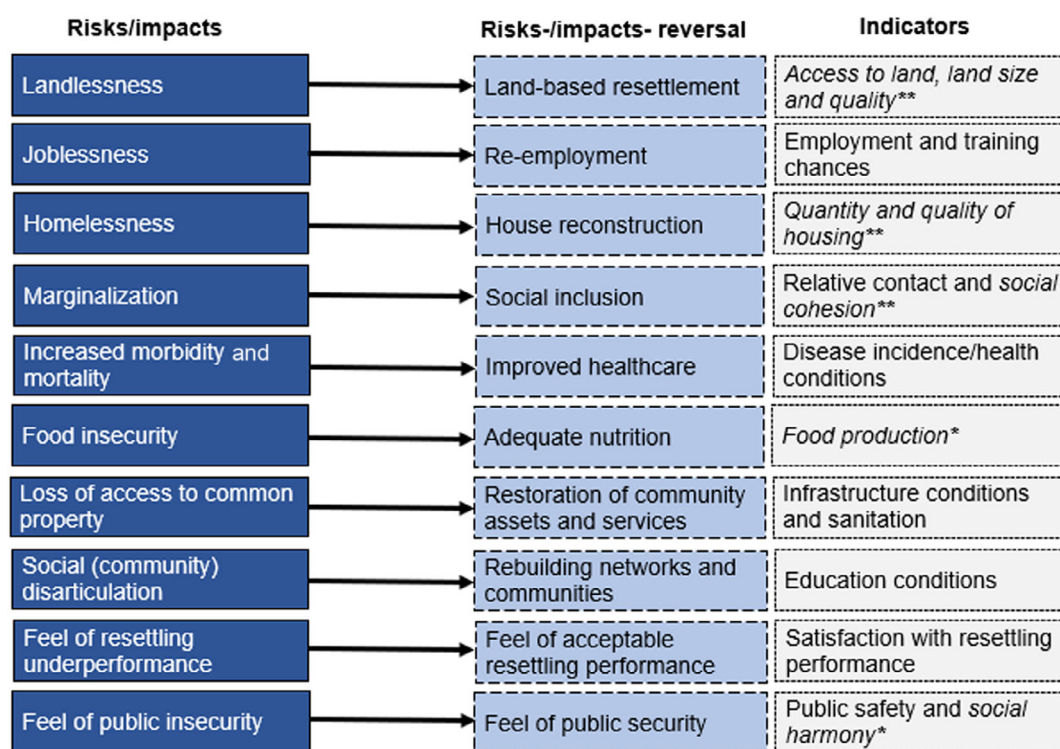 Risks/impacts
Risks-/impacts- reversal
Indicators
Landlessness
Land-based resettlement
Access to land, land size
and quality**
Joblessness
Re-employment
Employment and training
chances
Homelessness
House reconstruction
Quantity and quality of
housing**
Marginalization
Social inclusion
Relative contact and social
cohesion**
Increased morbidity and
mortality
Improved healthcare
Disease incidence/health
conditions
Food insecurity
Adequate nutrition
Food production*
Loss of access to common
property
Restoration of community
assets and services
Infrastructure conditions
and sanitation
Social (community)
disarticulation
Rebuilding networks and
communities
Education conditions
Feel of resettling
underperformance
Feel of acceptable
resettling performance
Satisfaction with resettling
performance
Feel of public insecurity
Feel of public security
Public safety and social
harmony*